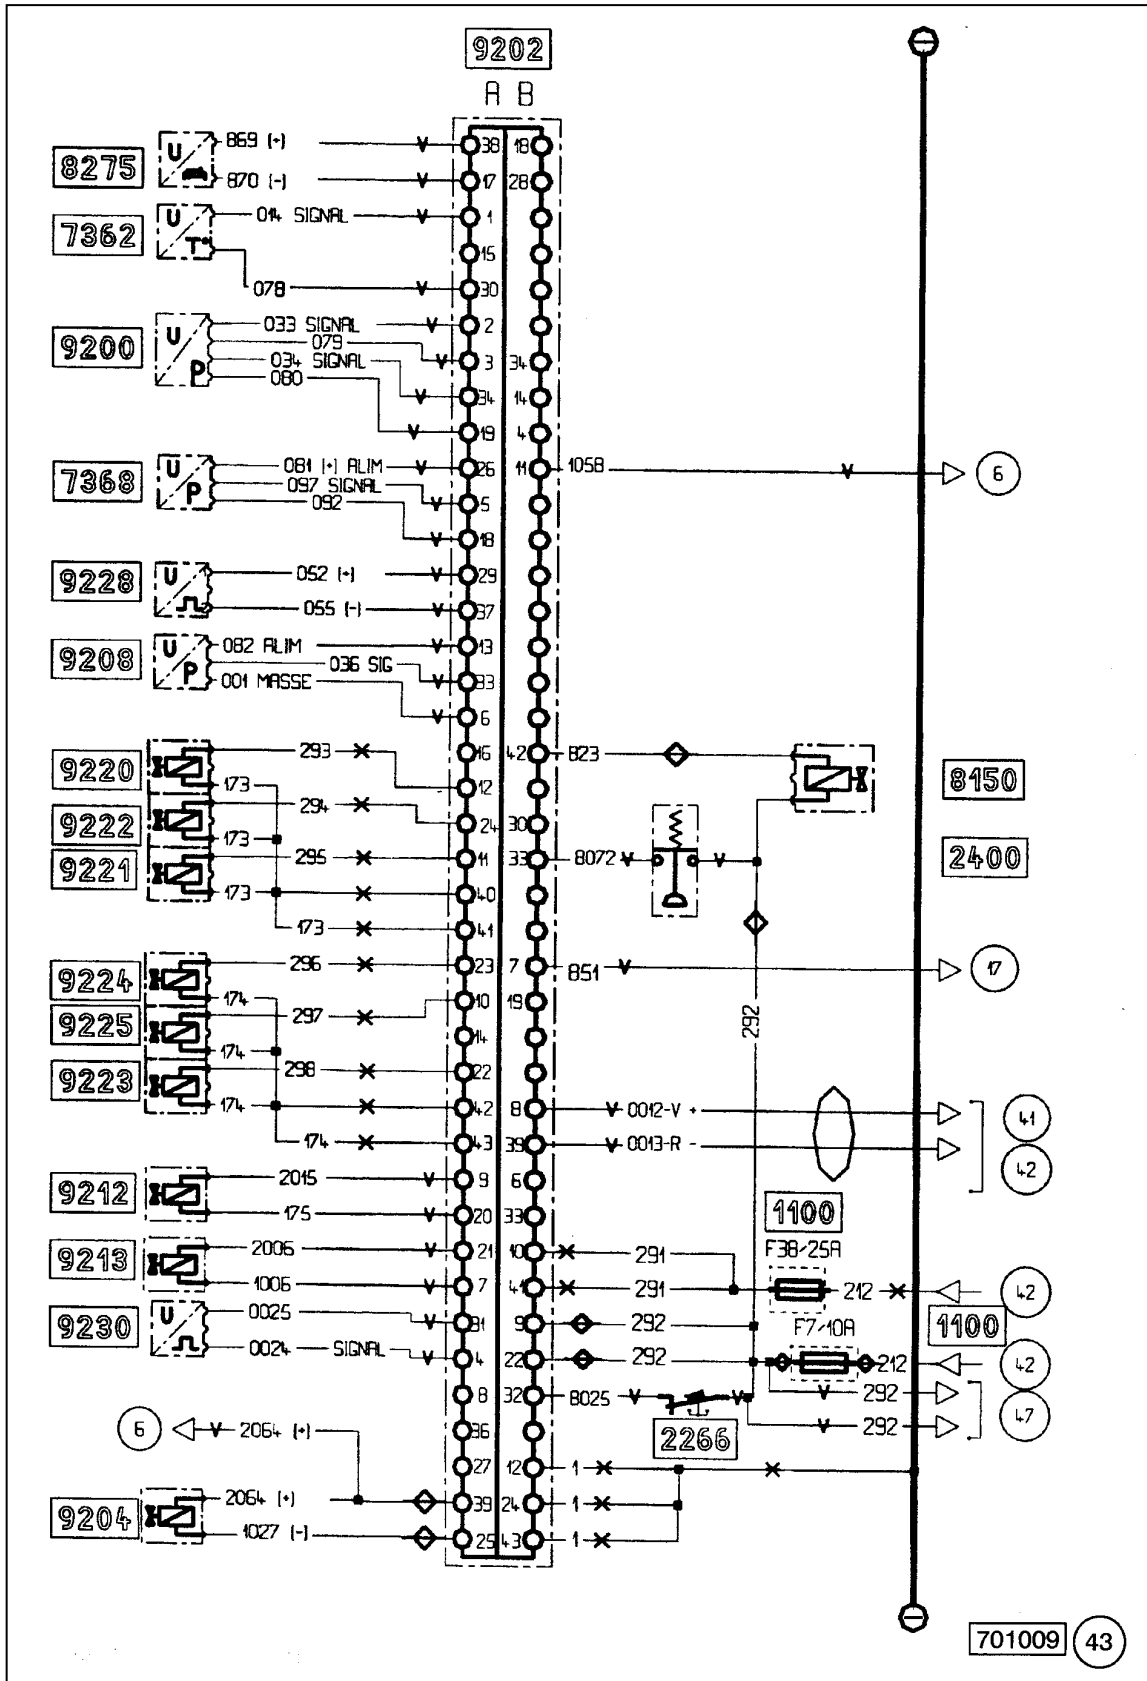 9202
A B
8275 U 869 (+) V 38 18
870 (-) V 17 28
7362 U T° 014 SIGNAL V 1
15
078 V 30
9200 U P 033 SIGNAL V 2
079 V 3 34
034 SIGNAL V 34 14
080 V 19 4
7368 U P 081 (+) ALIM V 26 11 1058 V 6
097 SIGNAL V 5
092 V 18
9228 U 052 (+) V 29
055 (-) V 37
9208 U P 082 ALIM V 13
036 SIG V 33
001 MASSE V 6
9220 293 16 42 823 8150
173 12
9222 294 24 30
173
9221 295 11 33 8072 V V 2400
173 40
173 41
9224 296 23 7 851 V 17
174
9225 297 10 19
292
174 14
9223 298 22
174 42 8 V 0012-V + 41
174 43 39 V 0013-R - 42
9212 2015 V 9 6
175 V 20 33
1100
F38/25A
9213 2006 V 21 10 291
1006 V 7 41 291 212 42
9230 U 0025 V 31 9 292 F7/10A 1100
0024 SIGNAL V 4 22 292 212 42
8 32 8025 V V V 292
6 V 2064 (+) 36 2266 V 292 47
27 12 1
9204 2064 (+) 39 24 1
1027 (-) 25 43 1
701009 43